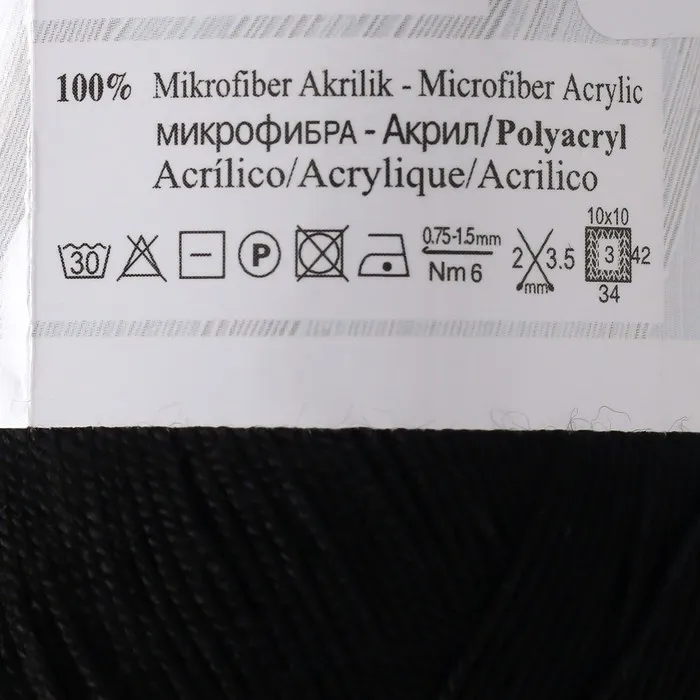 100% Mikrofiber Akrilik - Microfiber Acrylic
МИКРОФИБРА - Акрил/Polyacryl
Acrílico/Acrylique/Acrilico
30 P 0.75-1.5mm Nm 6 2 3.5 mm 10x10 3 42 34